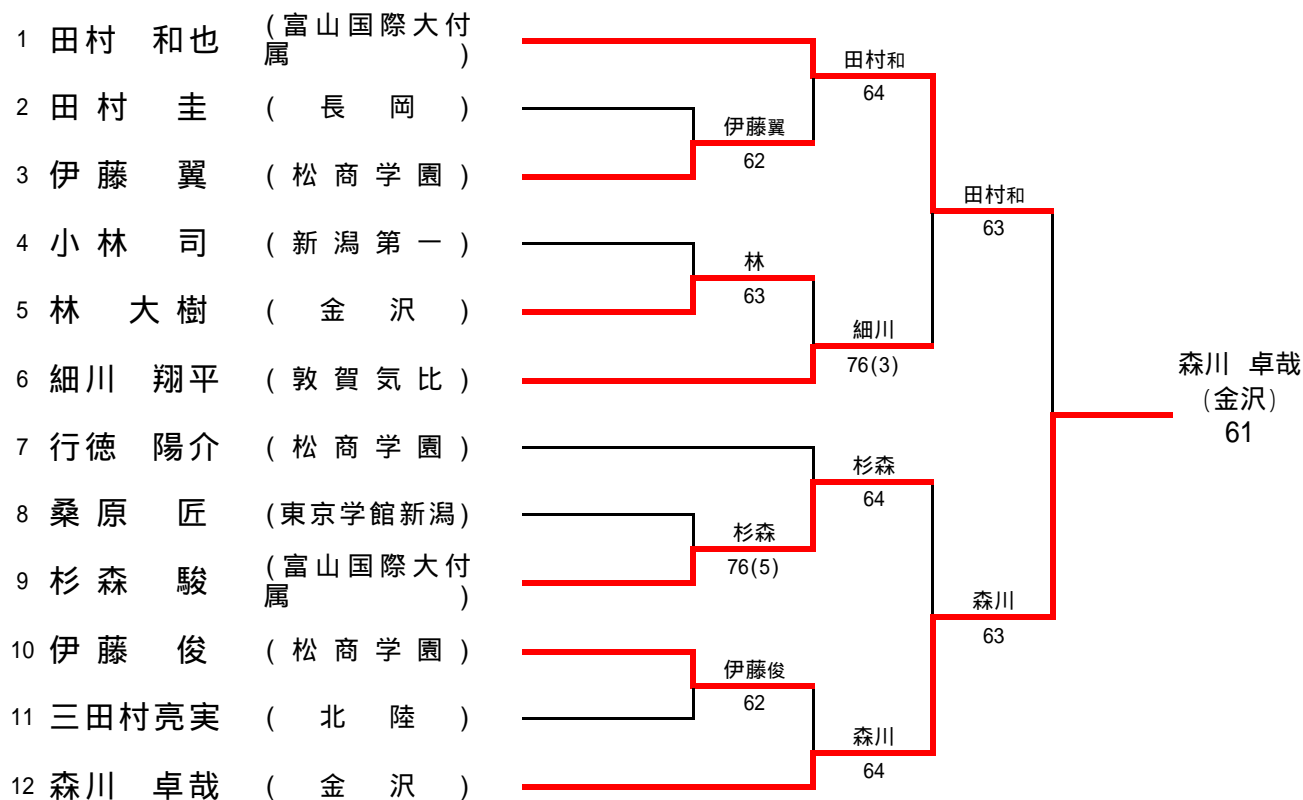 1 田村 和也 (富山国際大付属)
2 田村 圭 (長岡)
3 伊藤 翼 (松商学園)
4 小林 司 (新潟第一)
5 林 大樹 (金沢)
6 細川 翔平 (敦賀気比)
7 行徳 陽介 (松商学園)
8 桑原 匠 (東京学館新潟)
9 杉森 駿 (富山国際大付属)
10 伊藤 俊 (松商学園)
11 三田村亮実 (北陸)
12 森川 卓哉 (金沢)
伊藤翼
62
林
63
杉森
76(5)
伊藤俊
62
田村和
64
細川
76(3)
杉森
64
森川
64
田村和
63
森川
63
森川 卓哉
(金沢)
61